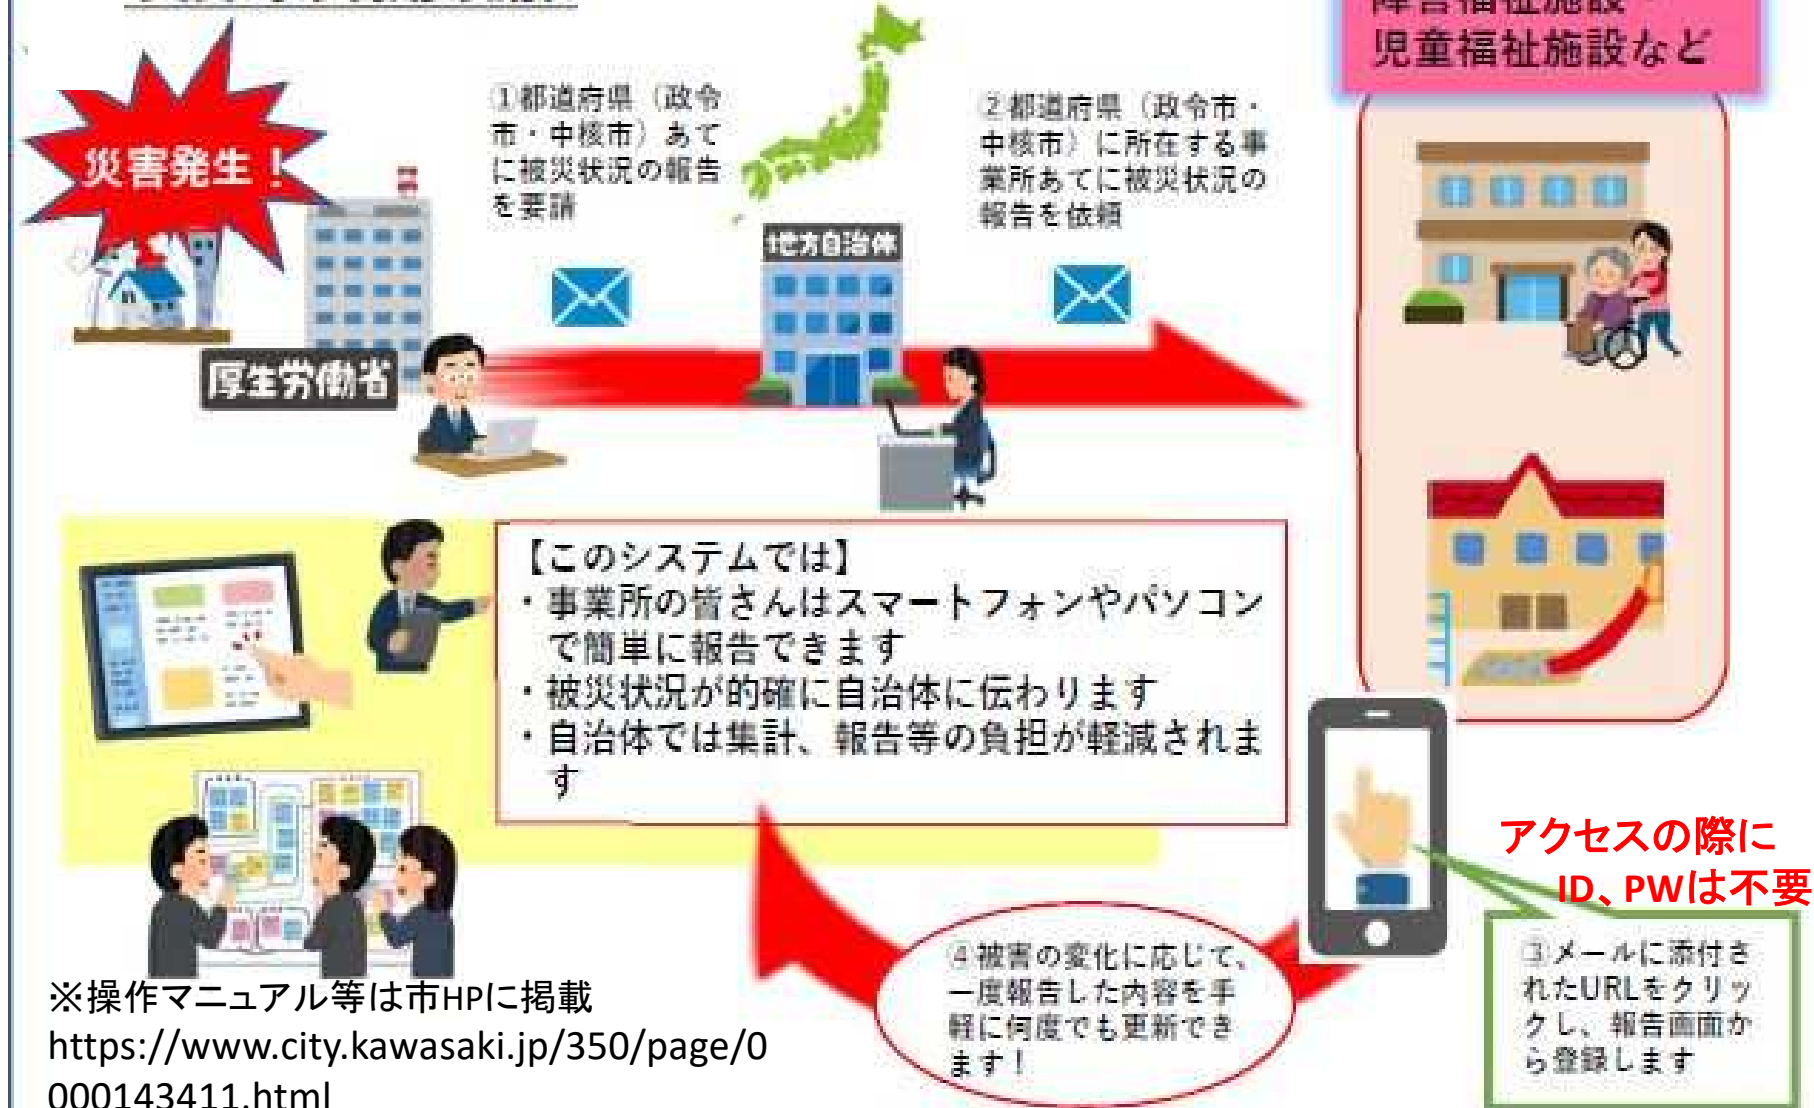 障害福祉施設・
児童福祉施設など
災害発生！
①都道府県（政令
市・中核市）あて
に被災状況の報告
を要請
②都道府県（政令市・
中核市）に所在する事
業所あてに被災状況の
報告を依頼
地方自治体
厚生労働省
【このシステムでは】
・事業所の皆さんはスマートフォンやパソコン
で簡単に報告できます
・被災状況が的確に自治体に伝わります
・自治体では集計、報告等の負担が軽減されま
す
アクセスの際に
ID、PWは不要
③メールに添付さ
れたURLをクリッ
クし、報告画面か
ら登録します
④被害の変化に応じて、
一度報告した内容を手
軽に何度でも更新でき
ます！
※操作マニュアル等は市HPに掲載
https://www.city.kawasaki.jp/350/page/0
000143411.html